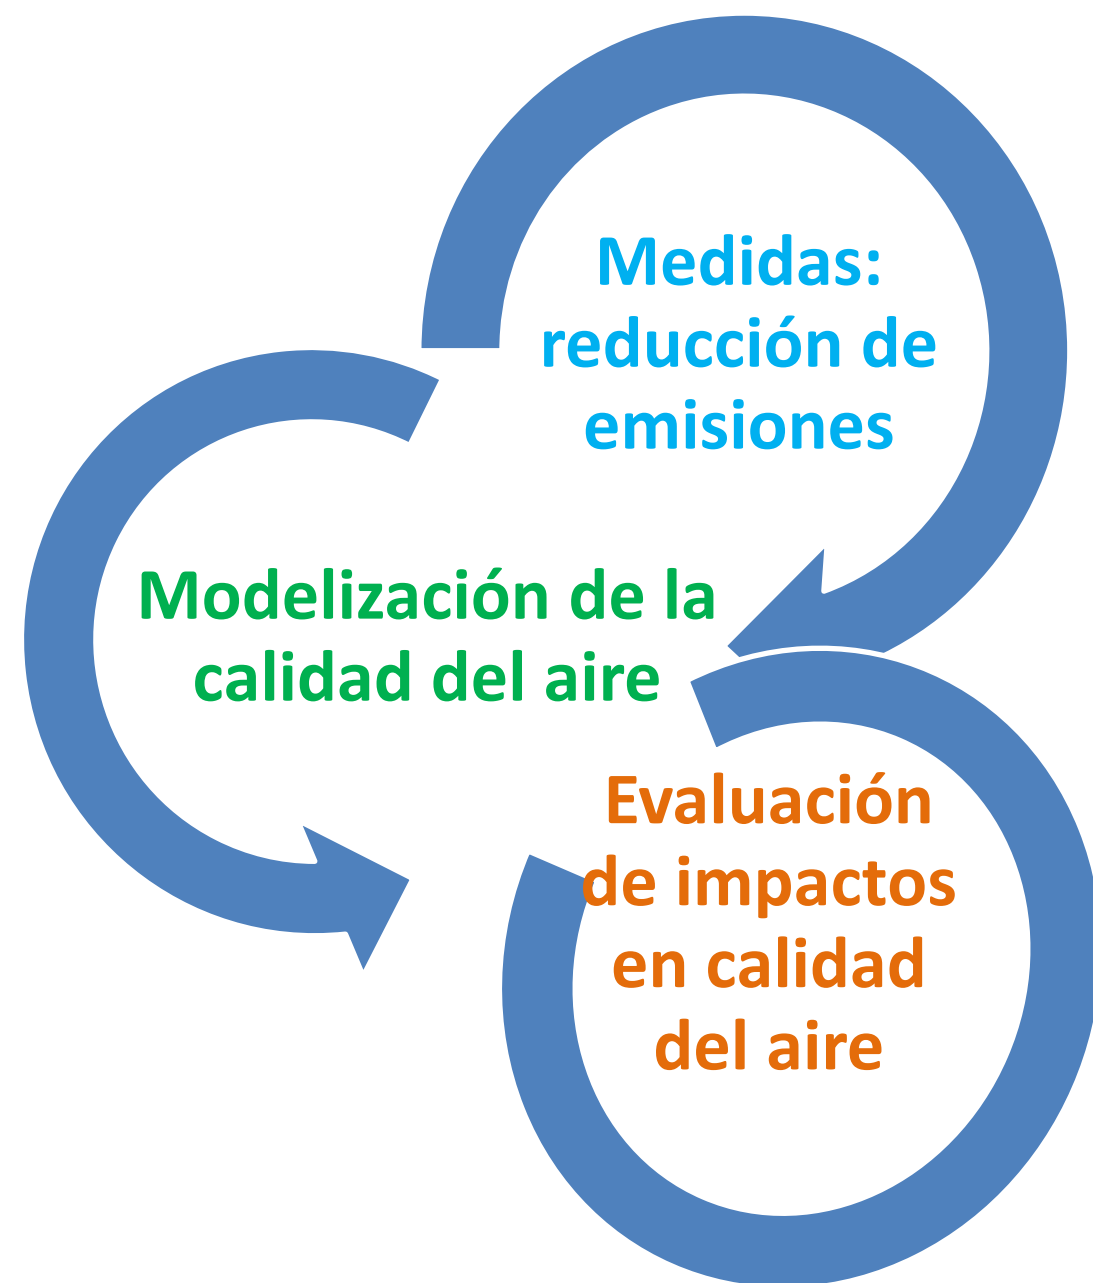 Medidas:
reducción de
emisiones
Modelización de la
calidad del aire
Evaluación
de impactos
en calidad
del aire